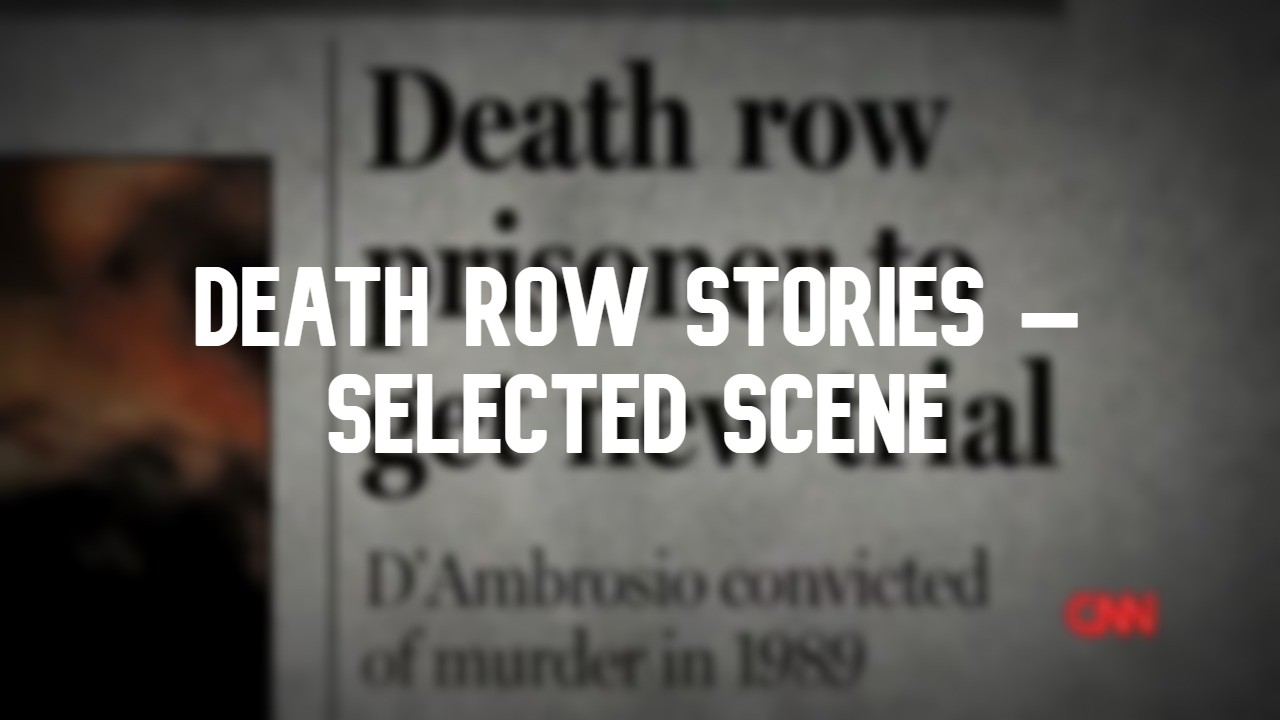 Death row
prisoner to
DEATH ROW STORIES –
get new trial
SELECTED SCENE
D'Ambrosio convicted
of murder in 1989
CNN